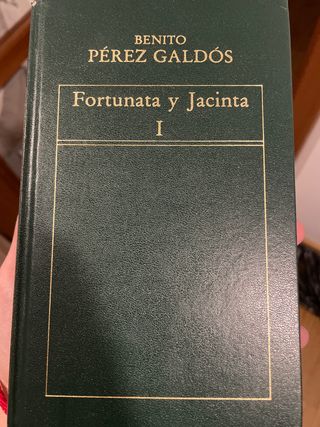 BENITO
PÉREZ GALDÓS
Fortunata y Jacinta
I